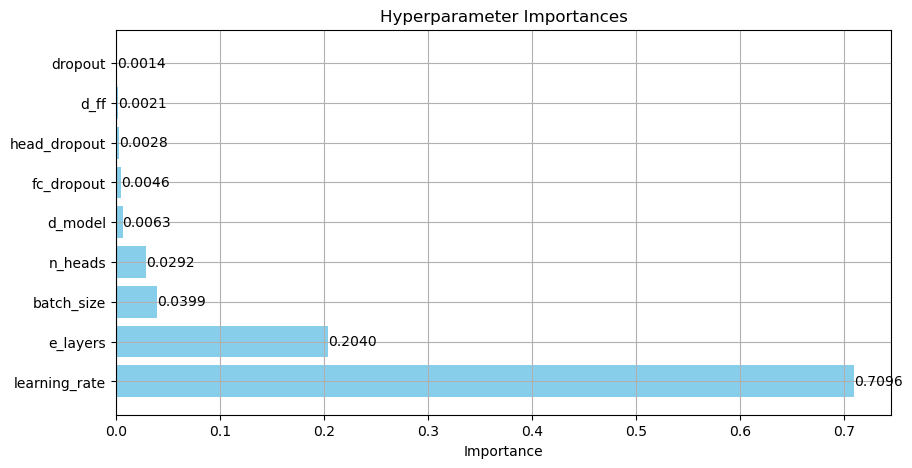 Hyperparameter Importances
dropout 0.0014
d_ff 0.0021
head_dropout 0.0028
fc_dropout 0.0046
d_model 0.0063
n_heads 0.0292
batch_size 0.0399
e_layers 0.2040
learning_rate 0.7096
0.0 0.1 0.2 0.3 0.4 0.5 0.6 0.7
Importance